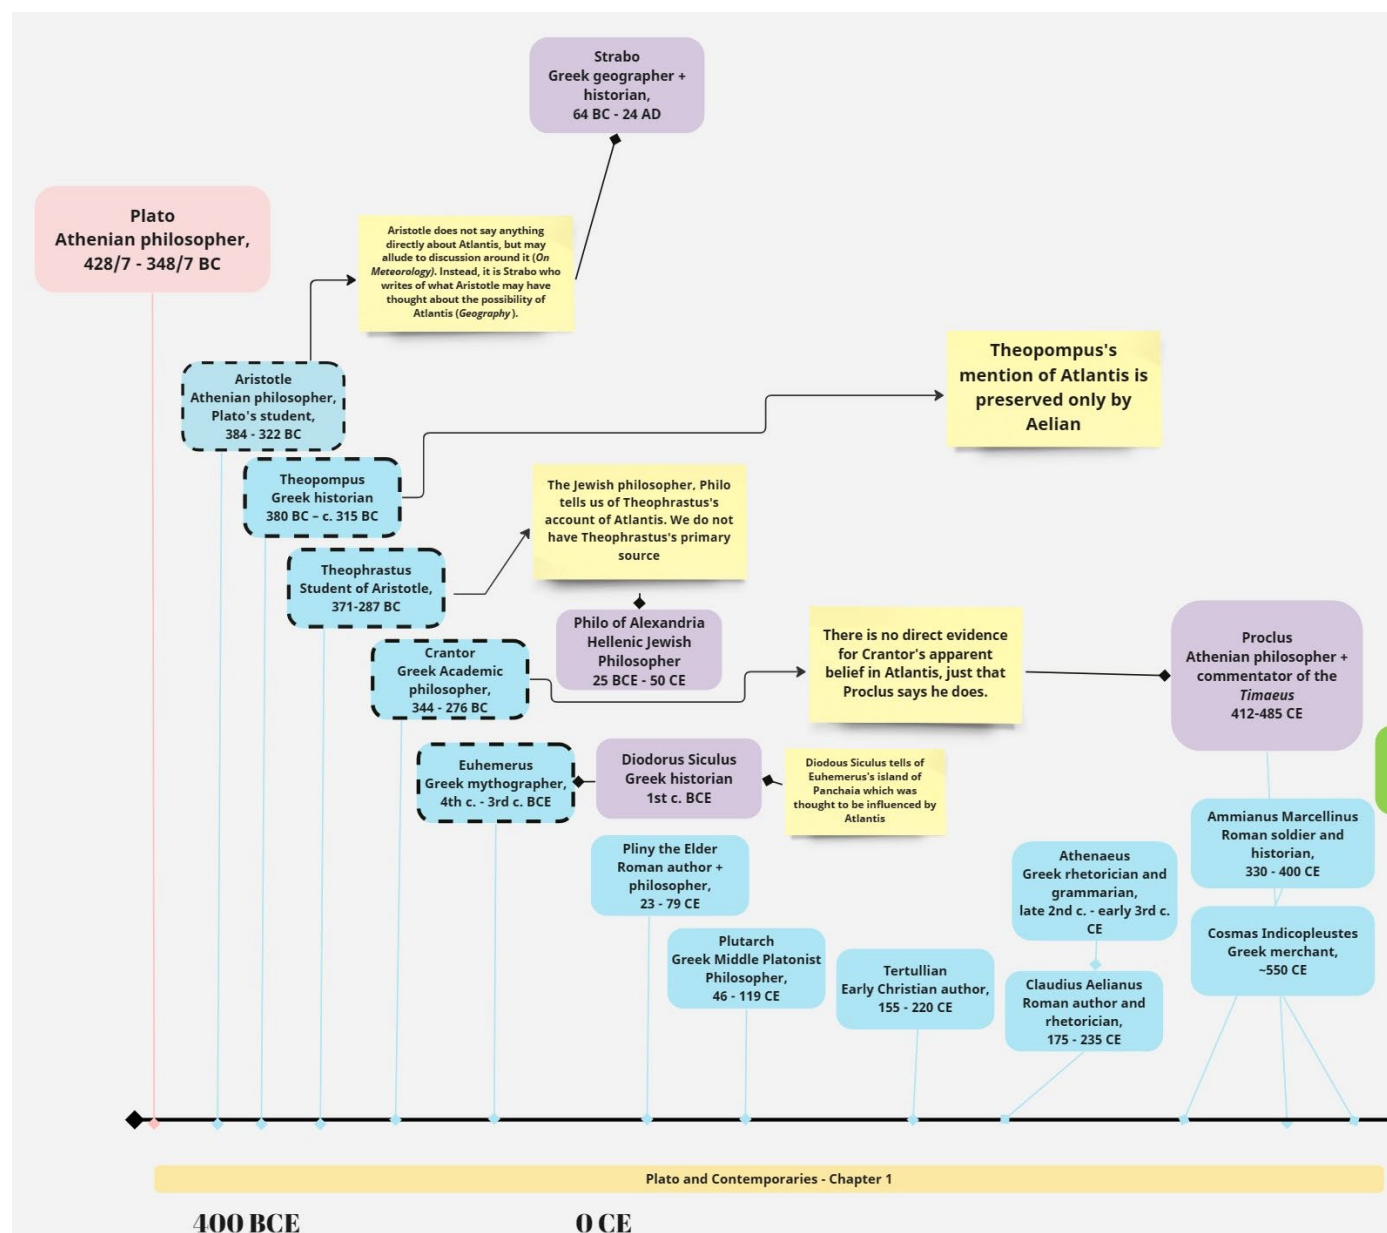 Strabo
Greek geographer +
historian,
64 BC - 24 AD
Plato
Athenian philosopher,
428/7 - 348/7 BC
Aristotle does not say anything
directly about Atlantis, but may
allude to discussion around it (On
Meteorology). Instead, it is Strabo who
writes of what Aristotle may have
thought about the possibility of
Atlantis (Geography ).
Aristotle
Athenian philosopher,
Plato's student,
384 - 322 BC
Theopompus's
mention of Atlantis is
preserved only by
Aelian
Theopompus
Greek historian
380 BC – c. 315 BC
The Jewish philosopher, Philo
tells us of Theophrastus's
account of Atlantis. We do not
have Theophrastus's primary
source
Theophrastus
Student of Aristotle,
371-287 BC
Philo of Alexandria
Hellenic Jewish
Philosopher
25 BCE - 50 CE
Crantor
Greek Academic
philosopher,
344 - 276 BC
There is no direct evidence
for Crantor's apparent
belief in Atlantis, just that
Proclus says he does.
Proclus
Athenian philosopher +
commentator of the
Timaeus
412-485 CE
Euhemerus
Greek mythographer,
4th c. - 3rd c. BCE
Diodorus Siculus
Greek historian
1st c. BCE
Diodous Siculus tells of
Euhemerus's island of
Panchaia which was
thought to be influenced by
Atlantis
Pliny the Elder
Roman author +
philosopher,
23 - 79 CE
Plutarch
Greek Middle Platonist
Philosopher,
46 - 119 CE
Tertullian
Early Christian author,
155 - 220 CE
Athenaeus
Greek rhetorician and
grammarian,
late 2nd c. - early 3rd c.
CE
Claudius Aelianus
Roman author and
rhetorician,
175 - 235 CE
Ammianus Marcellinus
Roman soldier and
historian,
330 - 400 CE
Cosmas Indicopleustes
Greek merchant,
~550 CE
Plato and Contemporaries - Chapter 1
400 BCE
0 CE